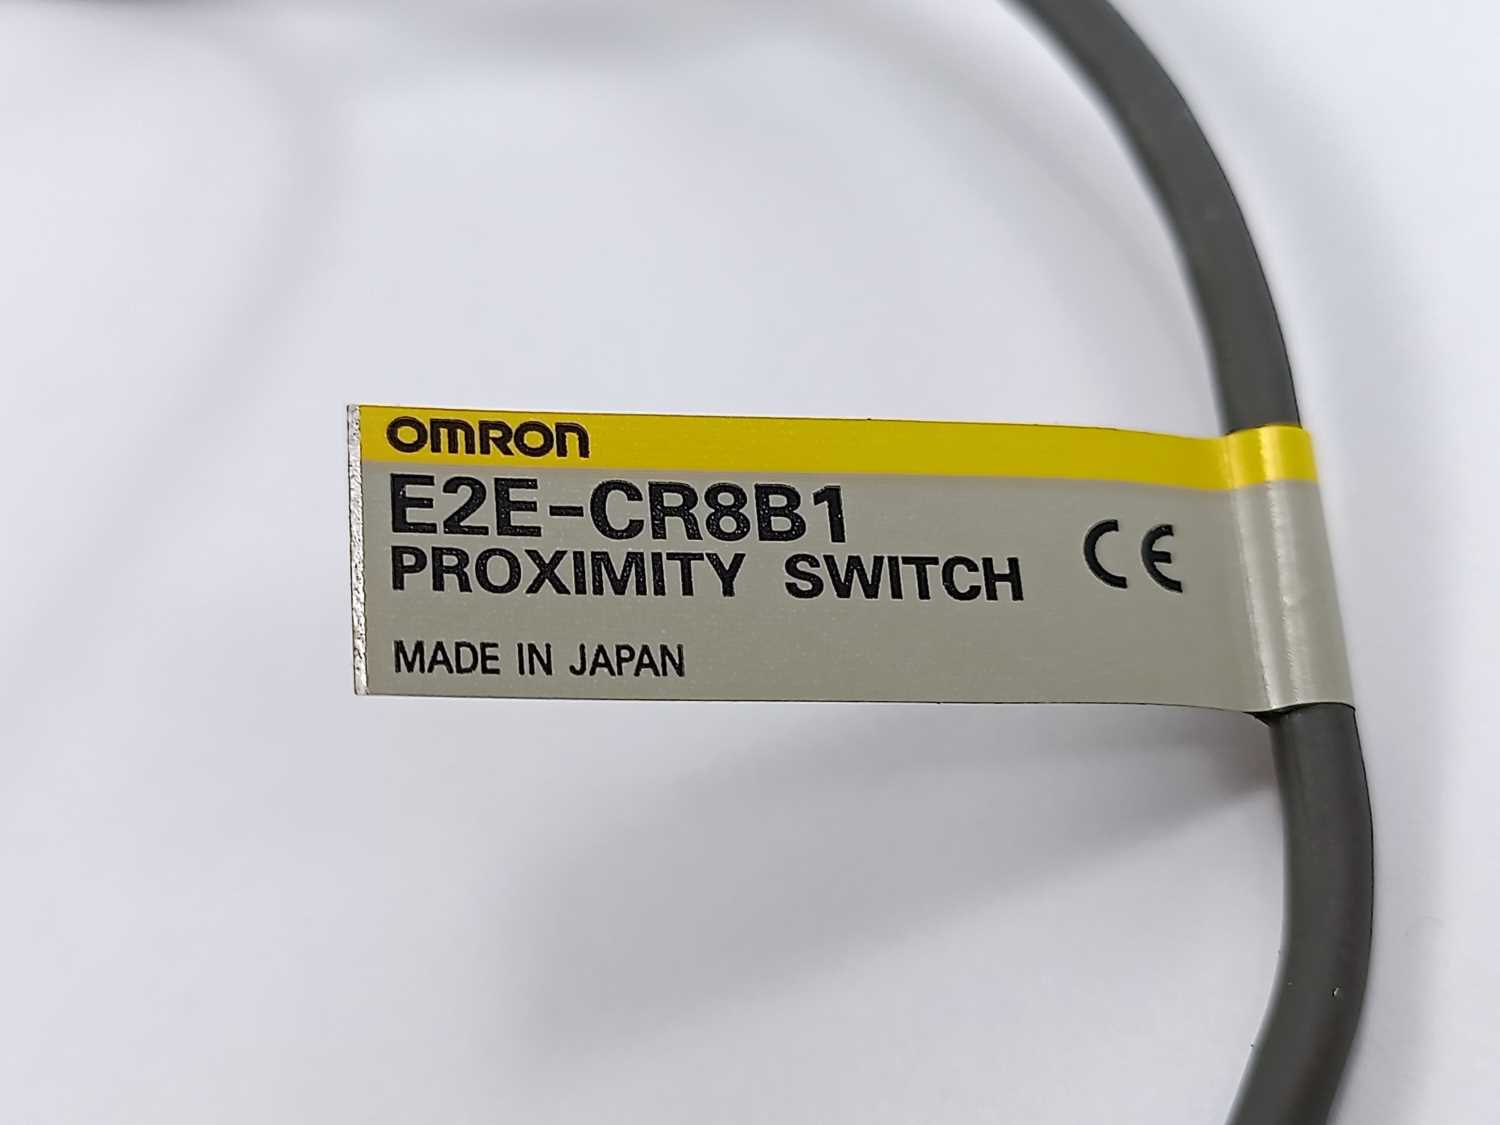 OMRON
E2E-CR8B1
PROXIMITY SWITCH CE
MADE IN JAPAN